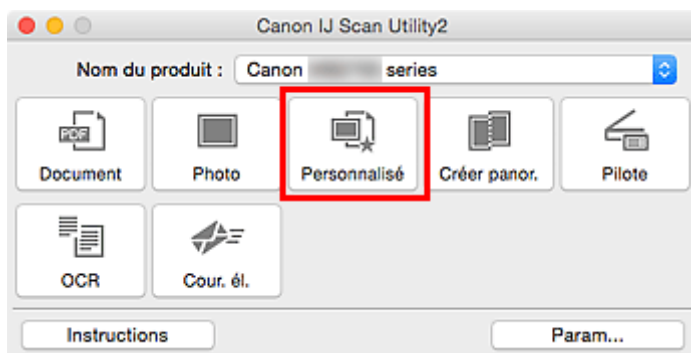 Canon IJ Scan Utility2
Nom du produit : Canon series
PDF
Document Photo Personnalisé Créer panor. Pilote
OCR Cour. él.
Instructions Param...